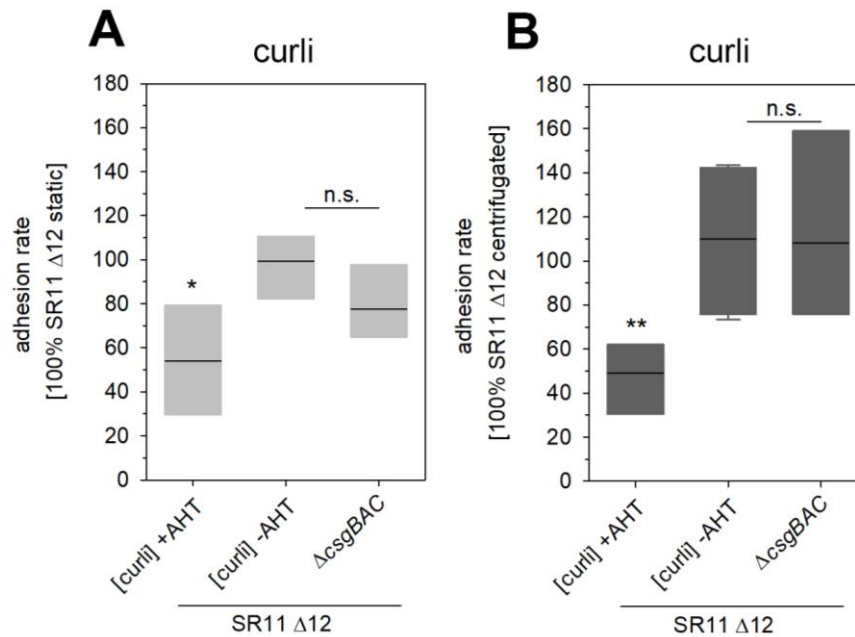 A
curli
adhesion rate
[100% SR11 Δ12 static]
180
160
140
120
100
80
60
40
20
0
*
n.s.
[curli] +AHT
[curli] -AHT
ΔcsgBAC
SR11 Δ12
B
curli
adhesion rate
[100% SR11 Δ12 centrifugated]
180
160
140
120
100
80
60
40
20
0
**
n.s.
[curli] +AHT
[curli] -AHT
ΔcsgBAC
SR11 Δ12